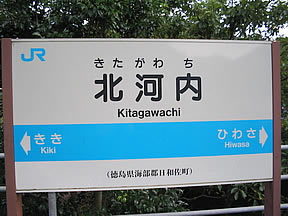 JR
きたがわち
北河内
Kitagawachi
きき
Kiki
ひわさ
Hiwasa
(徳島県海部郡日和佐町)